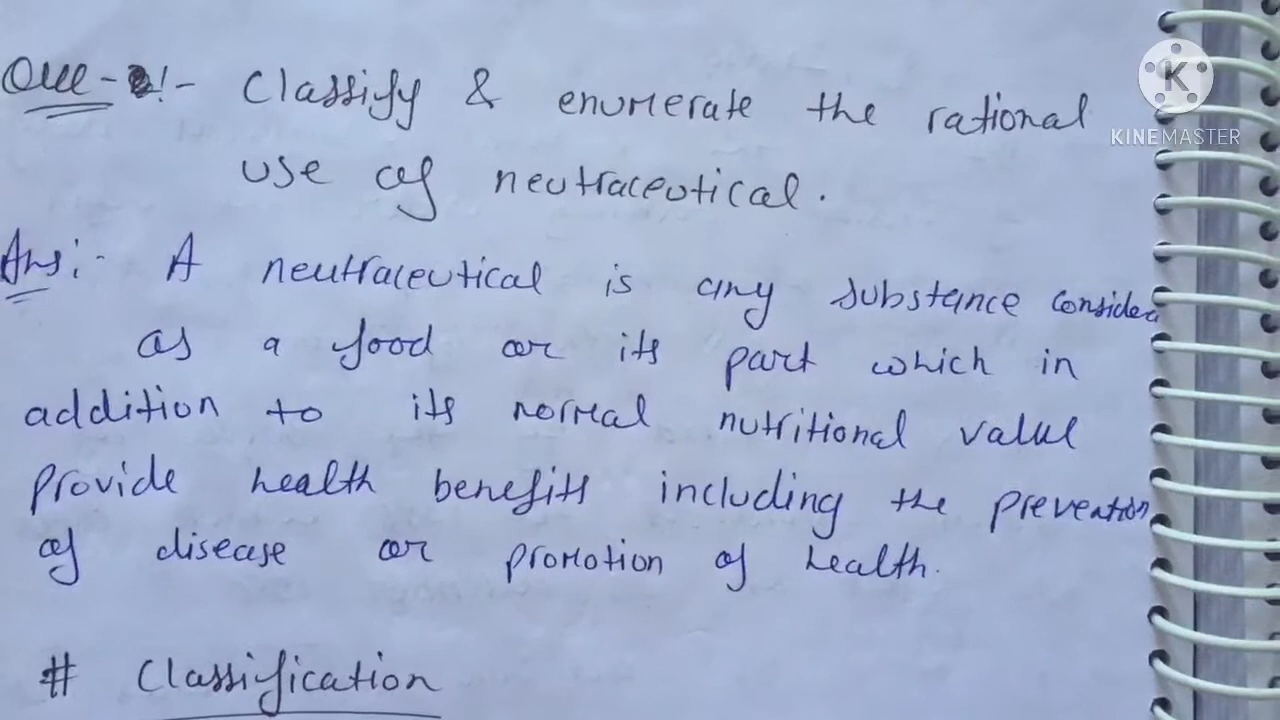 Que - 2!- Classify & enumerate the rational
use of neutraceutical.
Ans:- A neutraceutical is any substance consider
as a food or its part which in
addition to its normal nutritional value
provide health benefits including the prevention
of disease or promotion of health.
# Classification
K
KINEMASTER